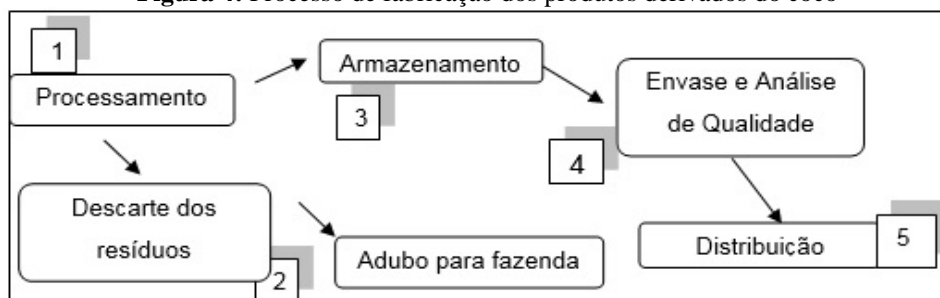 Figura 4. Processo de fabricação dos produtos derivados do coco
1
Processamento
Armazenamento
3
Envase e Análise
de Qualidade
4
Descarte dos
resíduos
2
Adubo para fazenda
Distribuição
5